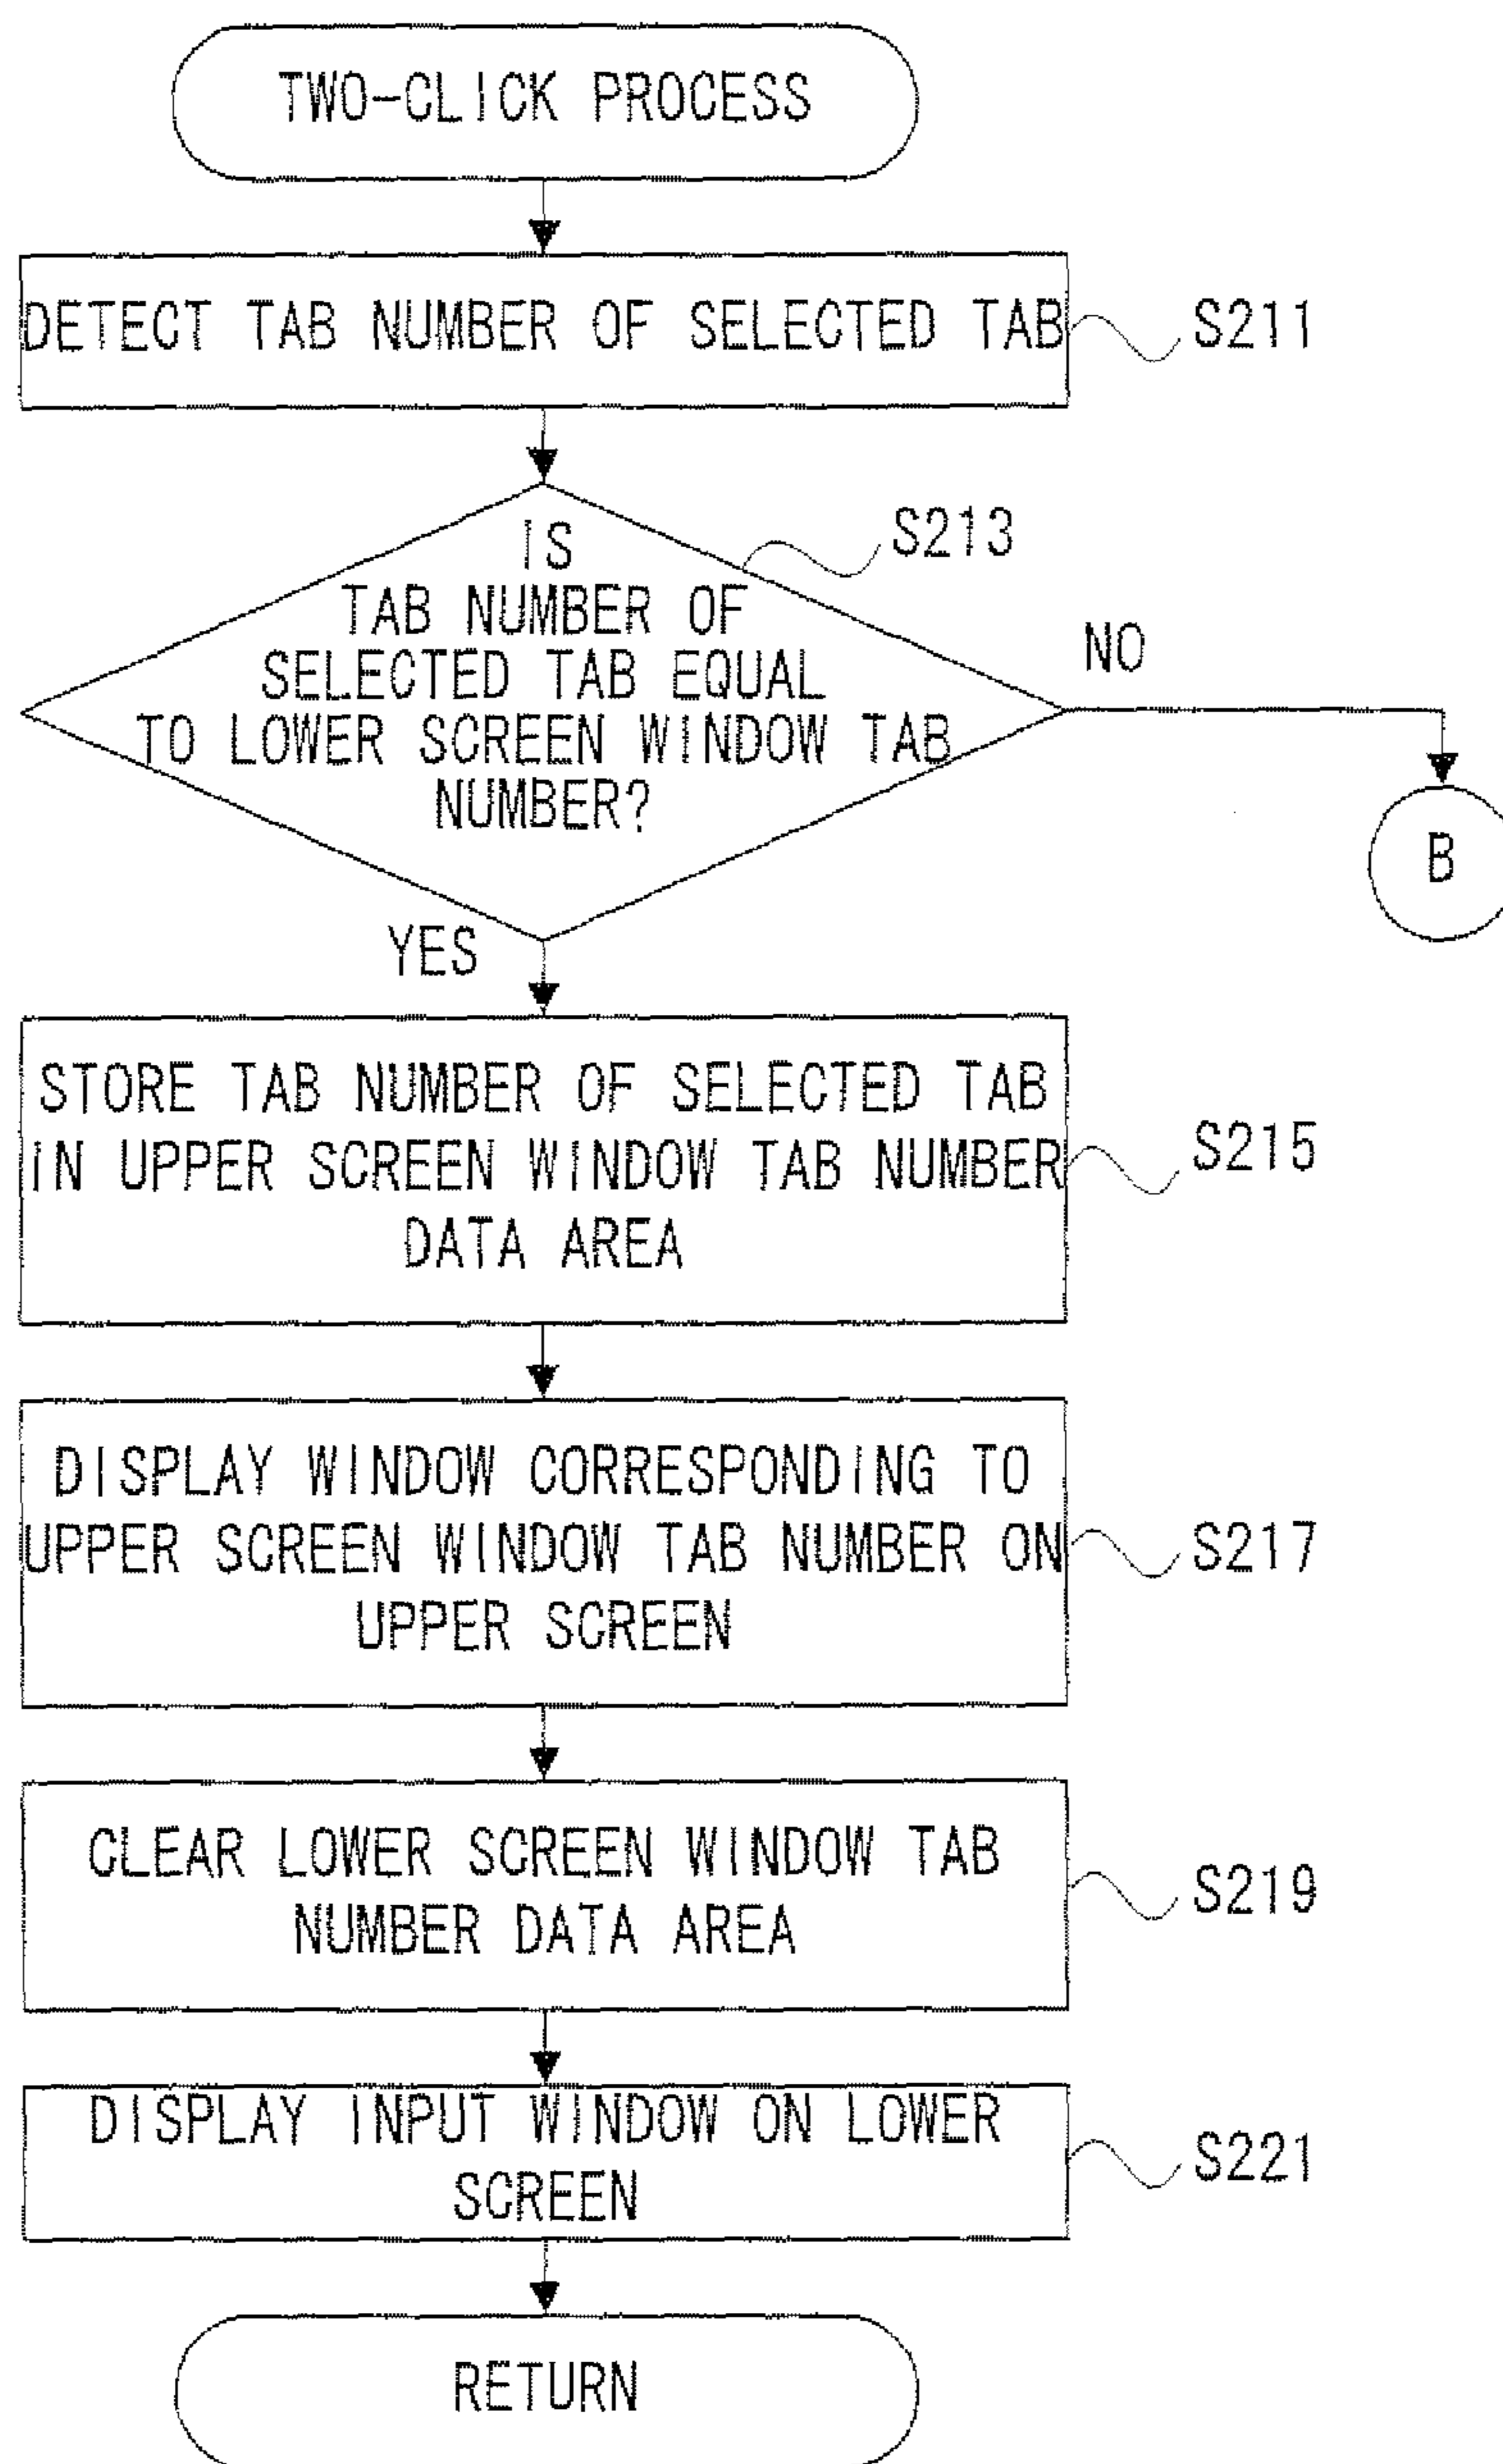 TWO-CLICK PROCESS
DETECT TAB NUMBER OF SELECTED TAB
S211
S213
IS
TAB NUMBER OF
SELECTED TAB EQUAL
TO LOWER SCREEN WINDOW TAB
NUMBER?
NO
B
YES
STORE TAB NUMBER OF SELECTED TAB
IN UPPER SCREEN WINDOW TAB NUMBER
DATA AREA
S215
DISPLAY WINDOW CORRESPONDING TO
UPPER SCREEN WINDOW TAB NUMBER ON
UPPER SCREEN
S217
CLEAR LOWER SCREEN WINDOW TAB
NUMBER DATA AREA
S219
DISPLAY INPUT WINDOW ON LOWER
SCREEN
S221
RETURN